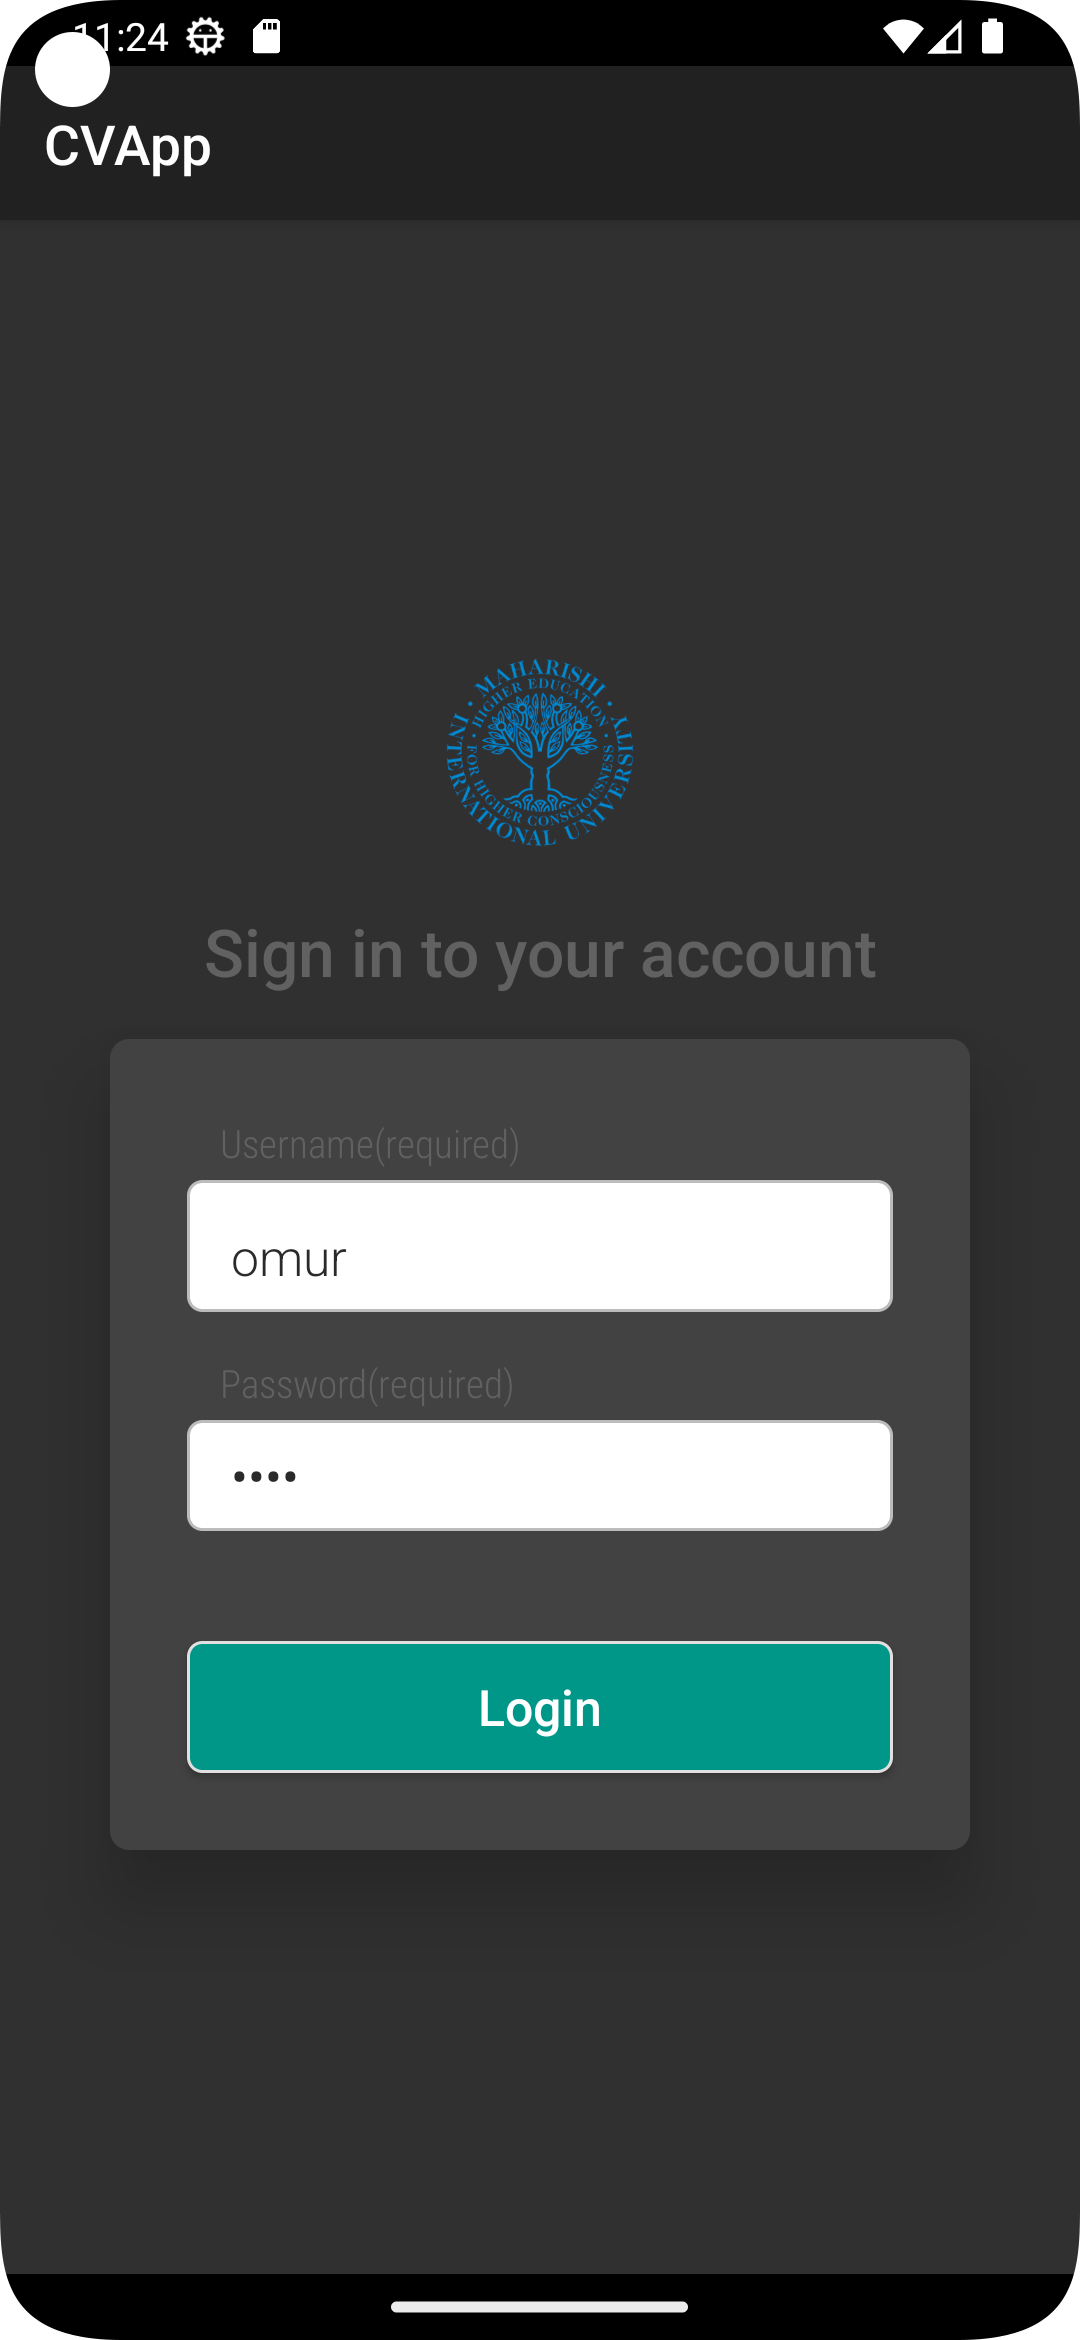 11:24
CVApp
• MAHARISHI •
INTERNATIONAL UNIVERSITY
• HIGHER EDUCATION •
FOR HIGHER CONSCIOUSNESS
Sign in to your account
Username(required)
omur
Password(required)
••••
Login